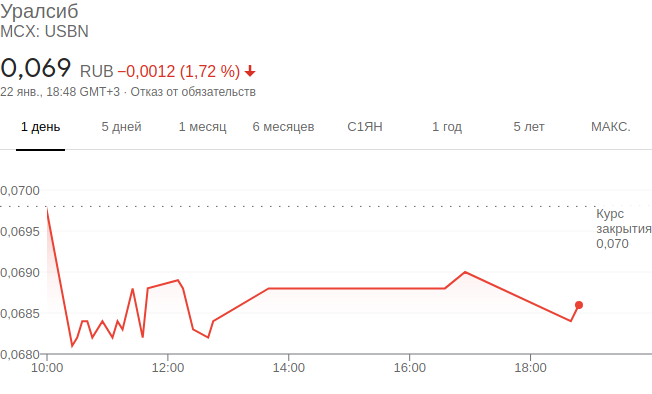 Уралсиб
MCX: USBN
0,069 RUB −0,0012 (1,72 %)
22 янв., 18:48 GMT+3 · Отказ от обязательств
1 день 5 дней 1 месяц 6 месяцев С1ЯН 1 год 5 лет МАКС.
0,0700
Курс
закрытия
0,070
0,0695
0,0690
0,0685
0,0680
10:00 12:00 14:00 16:00 18:00